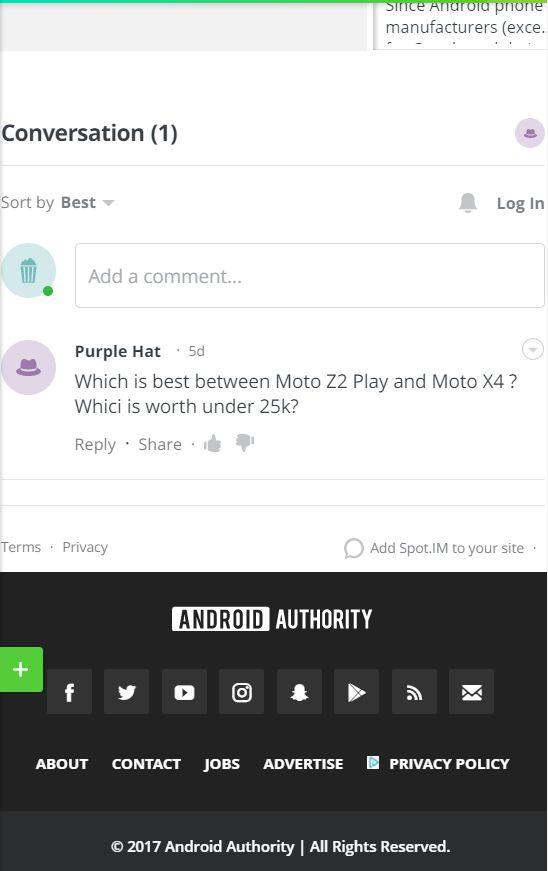 Since Android phone
manufacturers (exce..
Conversation (1)
Sort by Best
Log In
Add a comment...
Purple Hat · 5d
Which is best between Moto Z2 Play and Moto X4 ?
Whici is worth under 25k?
Reply · Share ·
Terms · Privacy
Add Spot.IM to your site ·
ANDROID AUTHORITY
ABOUT CONTACT JOBS ADVERTISE PRIVACY POLICY
© 2017 Android Authority | All Rights Reserved.